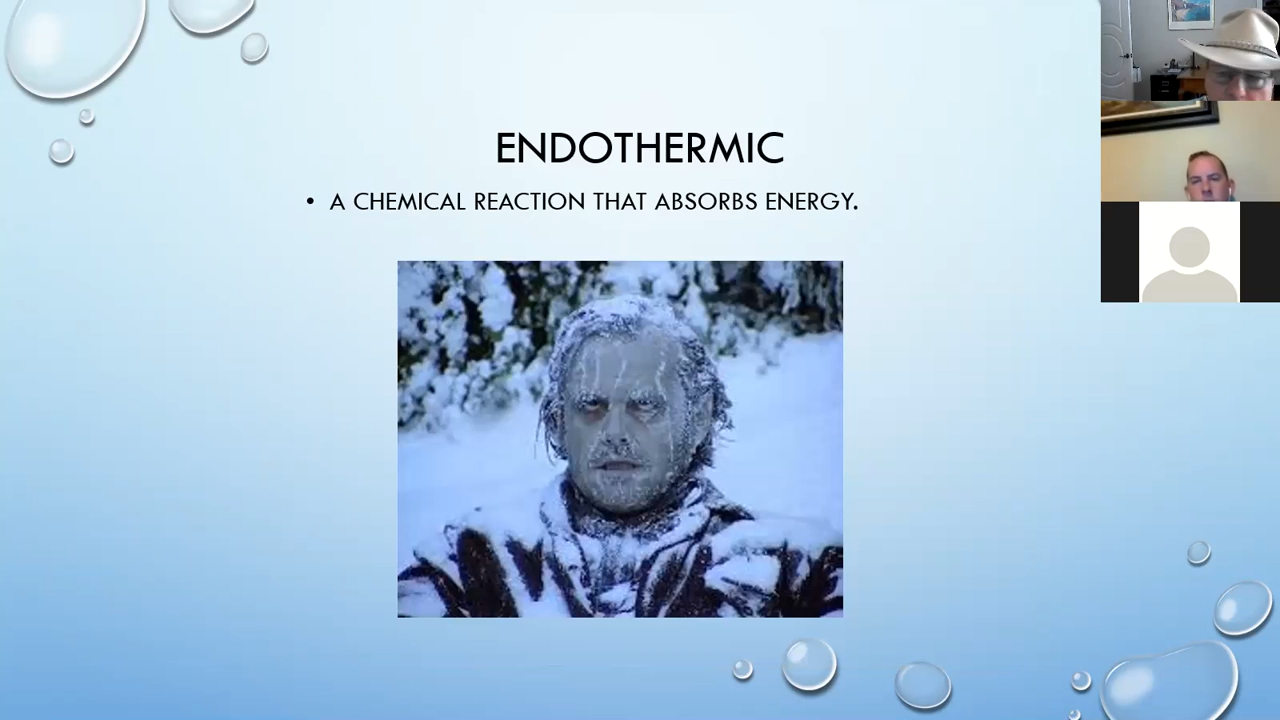 ENDOTHERMIC
• A CHEMICAL REACTION THAT ABSORBS ENERGY.